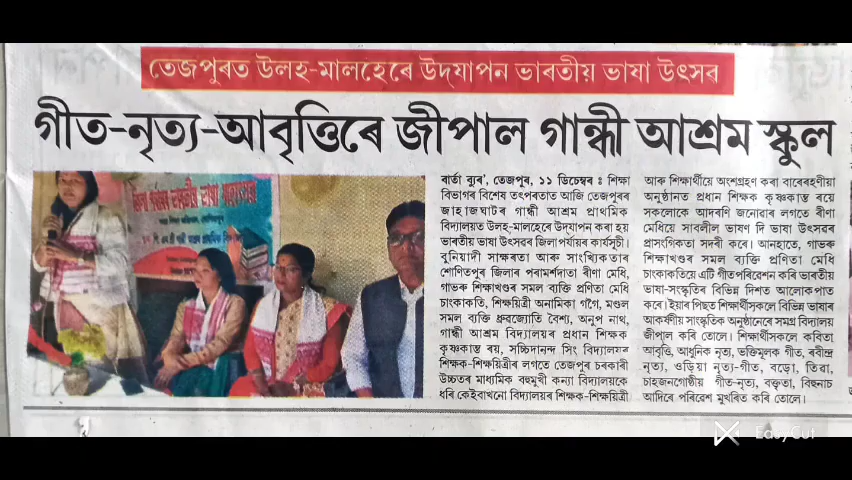 তেজপুৰত উলহ-মালহেৰে উদ্‌যাপন ভাৰতীয় ভাষা উৎসৱ
গীত-নৃত্য-আবৃত্তিৰে জীপাল গান্ধী আশ্ৰম স্কুল
বাৰ্তা ব্যুৰ', তেজপুৰ, ১১ ডিচেম্বৰ : শিক্ষা
বিভাগৰ বিশেষ তৎপৰতাত আজি তেজপুৰৰ
জাহাজঘাটৰ গান্ধী আশ্ৰম প্ৰাথমিক
বিদ্যালয়ত উলহ-মালহেৰে উদ্‌যাপন কৰা হয়
ভাৰতীয় ভাষা উৎসৱৰ জিলা পৰ্যায়ৰ কাৰ্যসূচী।
বুনিয়াদী সাক্ষৰতা আৰু সাংখ্যিকতাৰ
শোণিতপুৰ জিলাৰ পৰামৰ্শদাতা ৰীণা মেধি,
গাভৰু শিক্ষাখণ্ডৰ সমল ব্যক্তি প্ৰণিতা মেধি
চাংকাকতি, শিক্ষয়িত্ৰী অনামিকা গগৈ, মণ্ডল
সমল ব্যক্তি ধ্ৰুৱজ্যোতি বৈশ্য, অনুপ নাথ,
গান্ধী আশ্ৰম বিদ্যালয়ৰ প্ৰধান শিক্ষক
কৃষ্ণকান্ত ৰয়, সচ্চিদানন্দ সিং বিদ্যালয়ৰ
শিক্ষক-শিক্ষয়িত্ৰীৰ লগতে তেজপুৰ চৰকাৰী
উচ্চতৰ মাধ্যমিক বহুমুখী কন্যা বিদ্যালয়কে
ধৰি কেইবাখনো বিদ্যালয়ৰ শিক্ষক-শিক্ষয়িত্ৰী
আৰু শিক্ষাৰ্থীয়ে অংশগ্ৰহণ কৰা বাৰেৰহণীয়া
অনুষ্ঠানত প্ৰধান শিক্ষক কৃষ্ণকান্ত ৰয়ে
সকলোকে আদৰণি জনোৱাৰ লগতে ৰীণা
মেধিয়ে সাবলীল ভাষণ দি ভাষা উৎসৱৰ
প্ৰাসংগিকতা সদৰী কৰে। আনহাতে, গাভৰু
শিক্ষাখণ্ডৰ সমল ব্যক্তি প্ৰণিতা মেধি
চাংকাকতিয়ে এটি গীতপৰিবেশন কৰি ভাৰতীয়
ভাষা-সংস্কৃতিৰ বিভিন্ন দিশত আলোকপাত
কৰে। ইয়াৰ পিছত শিক্ষাৰ্থীসকলে বিভিন্ন ভাষাৰ
আকৰ্ষণীয় সাংস্কৃতিক অনুষ্ঠানেৰে সমগ্ৰ বিদ্যালয়
জীপাল কৰি তোলে। শিক্ষাৰ্থীসকলে কবিতা
আবৃত্তি, আধুনিক নৃত্য, ভক্তিমূলক গীত, ৰবীন্দ্ৰ
নৃত্য, ওড়িয়া নৃত্য-গীত, বড়ো, তিৱা,
চাহজনগোষ্ঠীয় গীত-নৃত্য, বক্তৃতা, বিহুনাচ
আদিৰে পৰিৱেশ মুখৰিত কৰি তোলে।
EasyCut